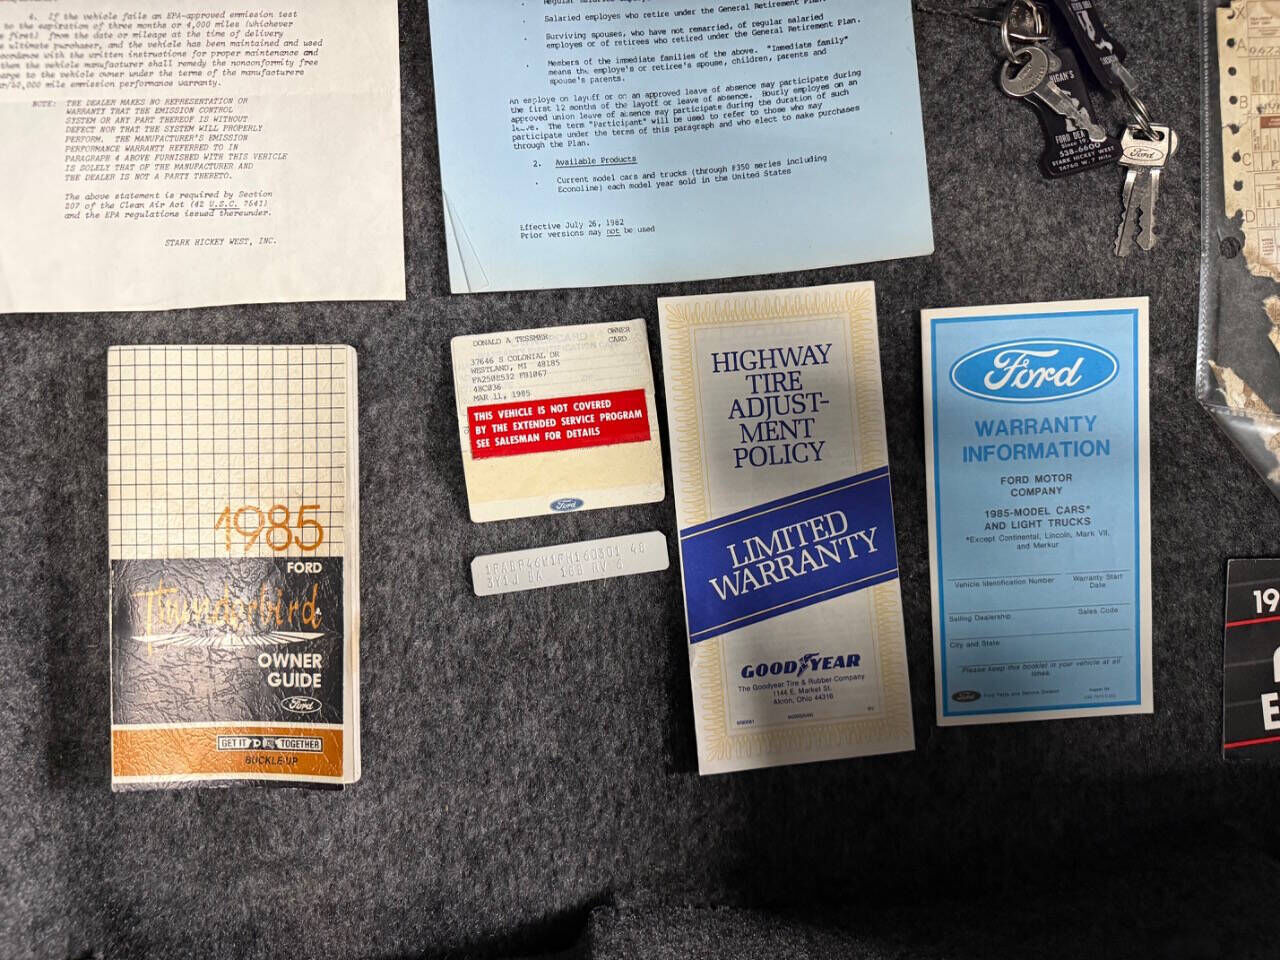 4. If the vehicle fails an EPA-approved emmission test
to the expiration of three months or 4,000 miles (whichever
first) from the date or mileage at the time of delivery
ultimate purchaser, and the vehicle has been maintained and used
accordance with the written instructions for proper maintenance and
then the vehicle manufacturer shall remedy the nonconformity free
to the vehicle owner under the terms of the manufacturers
mile emission performance warranty.
NOTE: THE DEALER MAKES NO REPRESENTATION OR
WARRANTY THAT THE EMISSION CONTROL
SYSTEM OR ANY PART THEREOF IS WITHOUT
DEFECT NOR THAT THE SYSTEM WILL PROPERLY
PERFORM. THE MANUFACTURER'S EMISSION
PERFORMANCE WARRANTY REFERRED TO IN
PARAGRAPH 4 ABOVE FURNISHED WITH THIS VEHICLE
IS SOLELY THAT OF THE MANUFACTURER AND
THE DEALER IS NOT A PARTY THERETO.
The above statement is required by Section
207 of the Clean Air Act (42 U.S.C. 7541)
and the EPA regulations issued thereunder.
STARK HICKEY WEST, INC.
Salaried employes who retire under the General Retirement Plan.
Surviving spouses, who have not remarried, of regular salaried
employes or of retirees who retired under the General Retirement Plan.
Members of the immediate families of the above. "Immediate family"
means the employe's or retiree's spouse, children, parents and
spouse's parents.
An employe on layoff or on an approved leave of absence may participate during
the first 12 months of the layoff or leave of absence. Hourly employes on an
approved union leave of absence may participate during the duration of such
leave. The term "Participant" will be used to refer to those who may
participate under the terms of this paragraph and who elect to make purchases
through the Plan.
2. Available Products
Current model cars and trucks (through F350 series including
Econoline) each model year sold in the United States
Effective July 26, 1982
Prior versions may not be used
FORD DEA
Since 19
538-6600
STARK HICKEY WEST
24760 W. 7 Mile
Ford
1985
FORD
Thunderbird
OWNER
GUIDE
Ford
GET IT TOGETHER
BUCKLE-UP
DONALD A TESSMER
OWNER
CARD
37646 S COLONIAL DR
WESTLAND, MI 48185
MAR 11, 1985
THIS VEHICLE IS NOT COVERED
BY THE EXTENDED SERVICE PROGRAM
SEE SALESMAN FOR DETAILS
Ford
HIGHWAY
TIRE
ADJUST-
MENT
POLICY
LIMITED
WARRANTY
GOODYEAR
The Goodyear Tire & Rubber Company
1144 E. Market St.
Akron, Ohio 44316
Ford
WARRANTY
INFORMATION
FORD MOTOR
COMPANY
1985-MODEL CARS*
AND LIGHT TRUCKS
*Except Continental, Lincoln, Mark VII,
and Merkur
Vehicle Identification Number Warranty Start
Date
Selling Dealership Sales Code
City and State
Please keep this booklet in your vehicle at all
times.
Ford Parts and Service Division
19
E